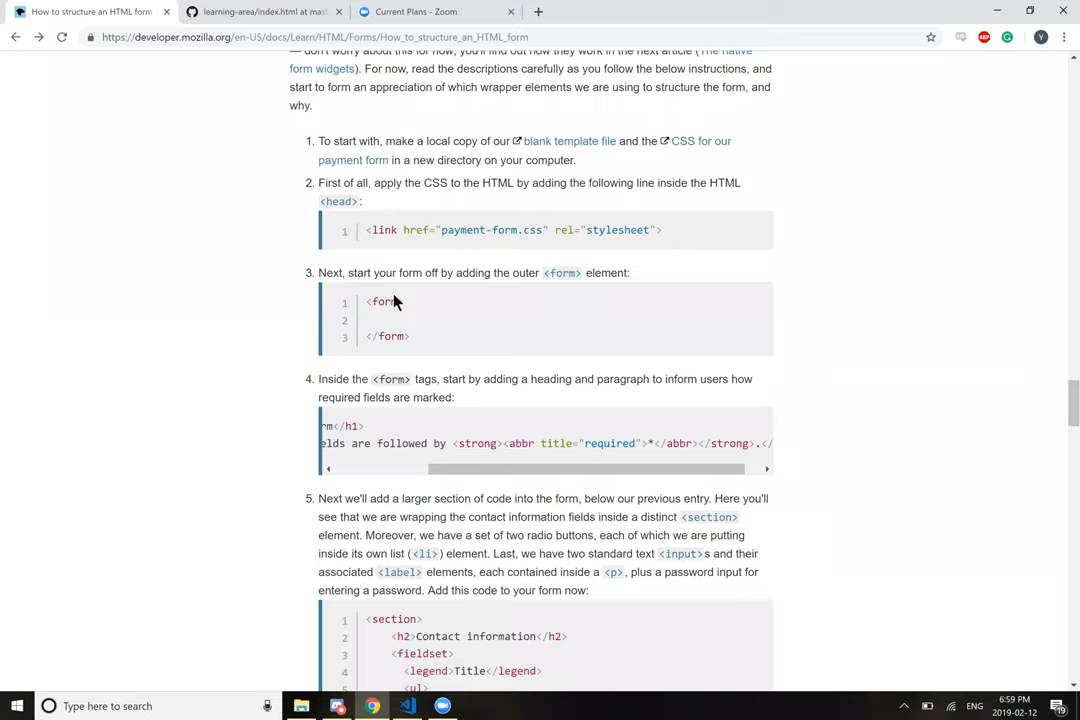 How to structure an HTML form
learning-area/index.html at mast
Current Plans - Zoom
https://developer.mozilla.org/en-US/docs/Learn/HTML/Forms/How_to_structure_an_HTML_form
ABP
Y
— don't worry about this for now, you'll find out how they work in the next article (The native
form widgets). For now, read the descriptions carefully as you follow the below instructions, and
start to form an appreciation of which wrapper elements we are using to structure the form, and
why.
1. To start with, make a local copy of our blank template file and the CSS for our
payment form in a new directory on your computer.
2. First of all, apply the CSS to the HTML by adding the following line inside the HTML
<head>:
1 <link href="payment-form.css" rel="stylesheet">
3. Next, start your form off by adding the outer <form> element:
1 <form
2
3 </form>
4. Inside the <form> tags, start by adding a heading and paragraph to inform users how
required fields are marked:
rm</h1>
elds are followed by <strong><abbr title="required">*</abbr></strong>.</
5. Next we'll add a larger section of code into the form, below our previous entry. Here you'll
see that we are wrapping the contact information fields inside a distinct <section>
element. Moreover, we have a set of two radio buttons, each of which we are putting
inside its own list (<li>) element. Last, we have two standard text <input>s and their
associated <label> elements, each contained inside a <p>, plus a password input for
entering a password. Add this code to your form now:
1 <section>
2 <h2>Contact information</h2>
3 <fieldset>
4 <legend>Title</legend>
5 <ul>
Type here to search
ENG
6:59 PM
2019-02-12
19